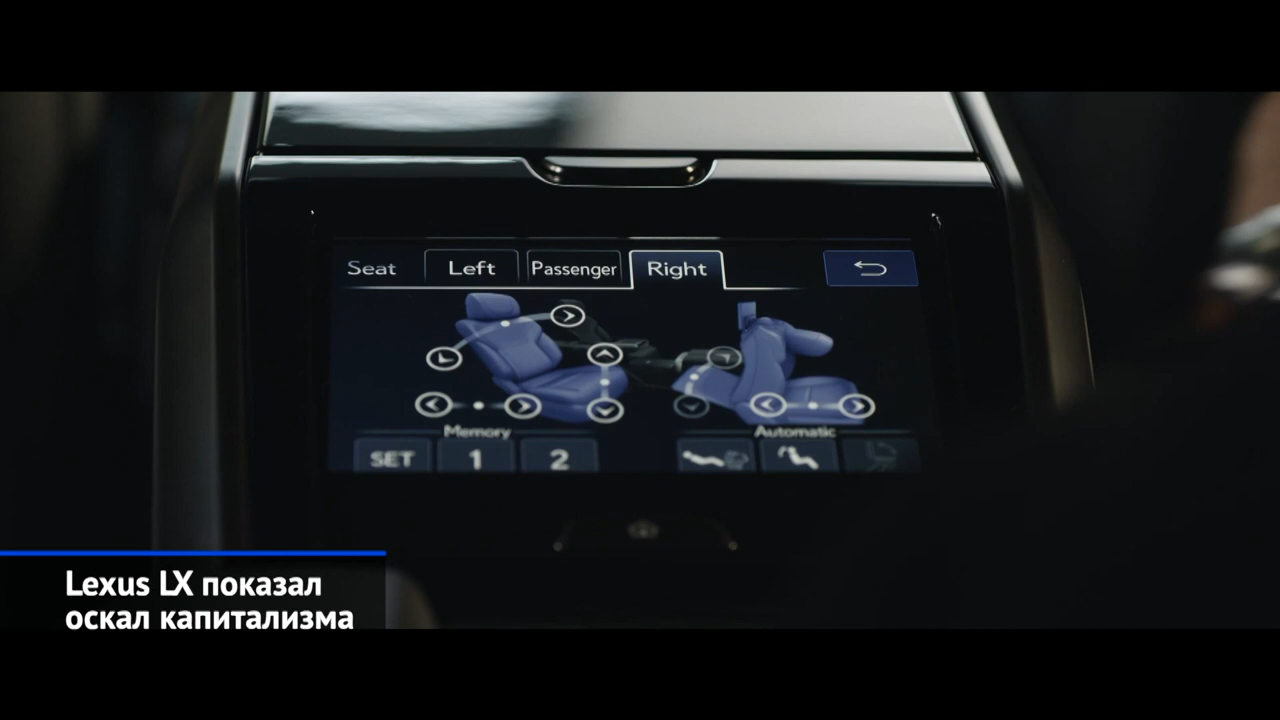 Seat Left Passenger Right
Memory Automatic
SET 1 2
Lexus LX показал
оскал капитализма